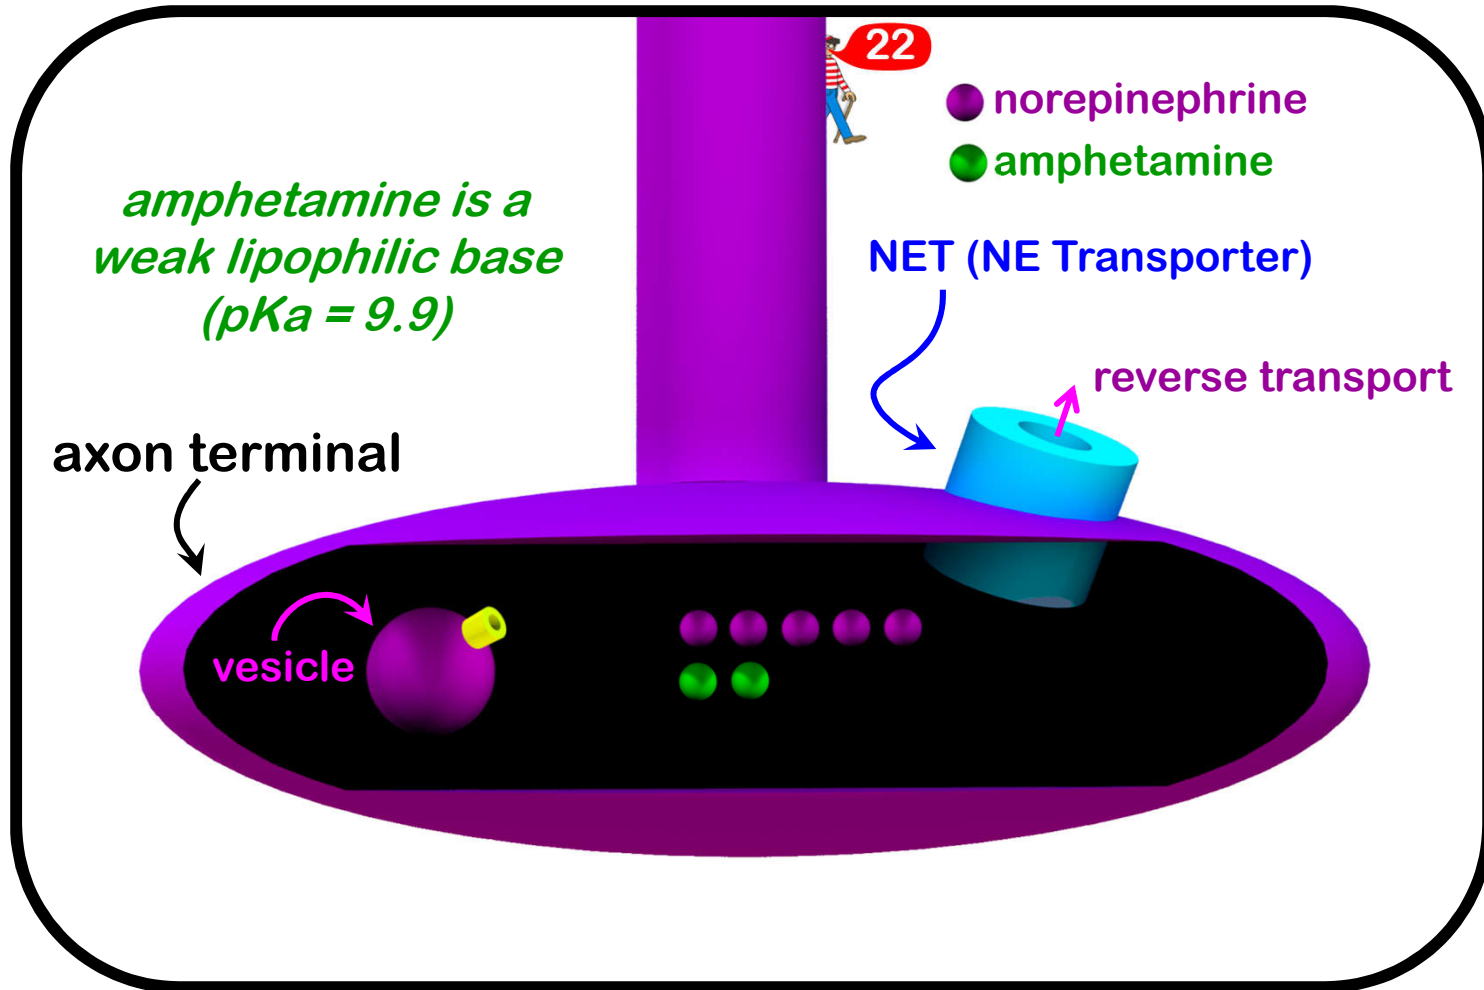 22
norepinephrine
amphetamine
amphetamine is a
weak lipophilic base
(pKa = 9.9)
NET (NE Transporter)
reverse transport
axon terminal
vesicle